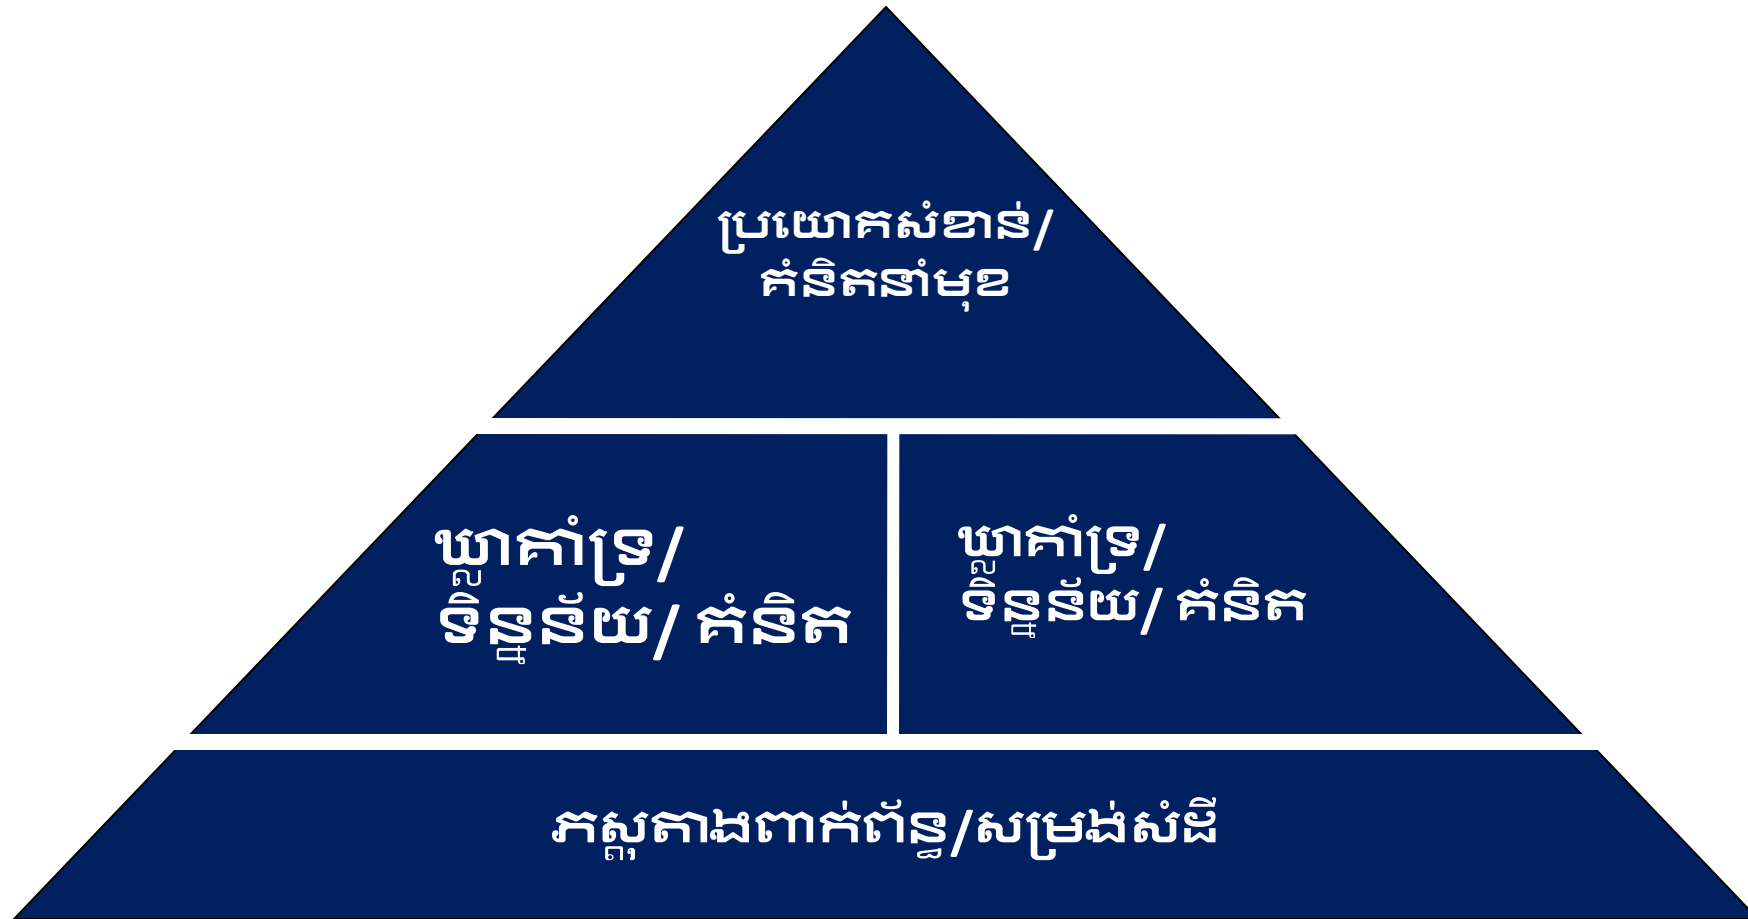 ប្រយោគសំខាន់/
គំនិតនាំមុខ
ឃ្លាគាំទ្រ/
ទិន្នន័យ/ គំនិត
ឃ្លាគាំទ្រ/
ទិន្នន័យ/ គំនិត
ភស្តុតាងពាក់ព័ន្ធ/សម្រង់សំដី